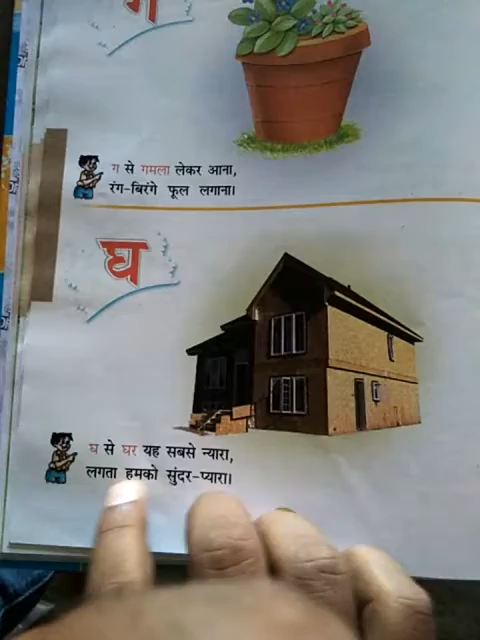 ग
ग से गमला लेकर आना,
रंग-बिरंगे फूल लगाना।
घ
घ से घर यह सबसे न्यारा,
लगता हमको सुंदर-प्यारा।